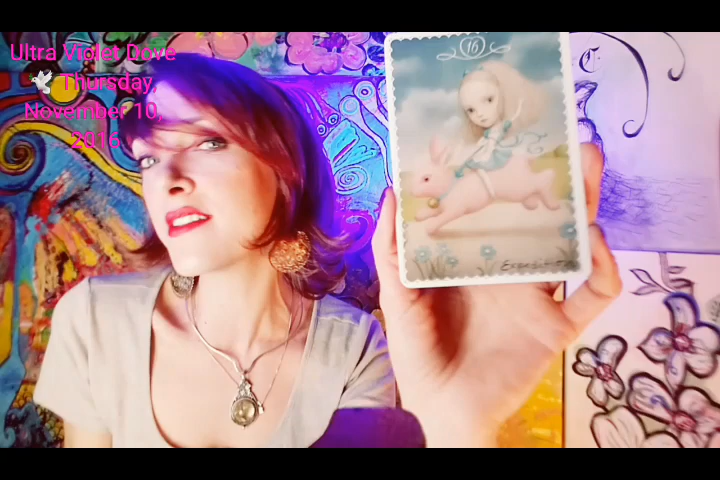 Ultra Violet Dove
🕊 Thursday,
November 10,
2016
16
C.